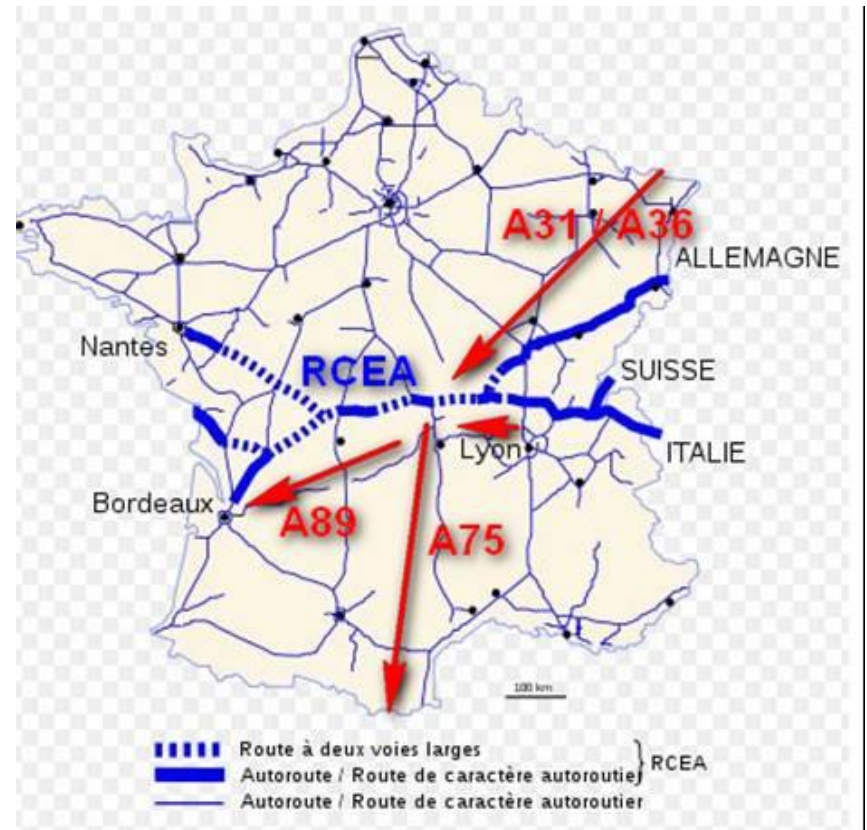 A31 / A36
ALLEMAGNE
Nantes
RCEA
SUISSE
Lyon
ITALIE
Bordeaux
A89
A75
100 km
Route à deux voies larges
Autoroute / Route de caractère autoroutier
RCEA
Autoroute / Route de caractère autoroutier